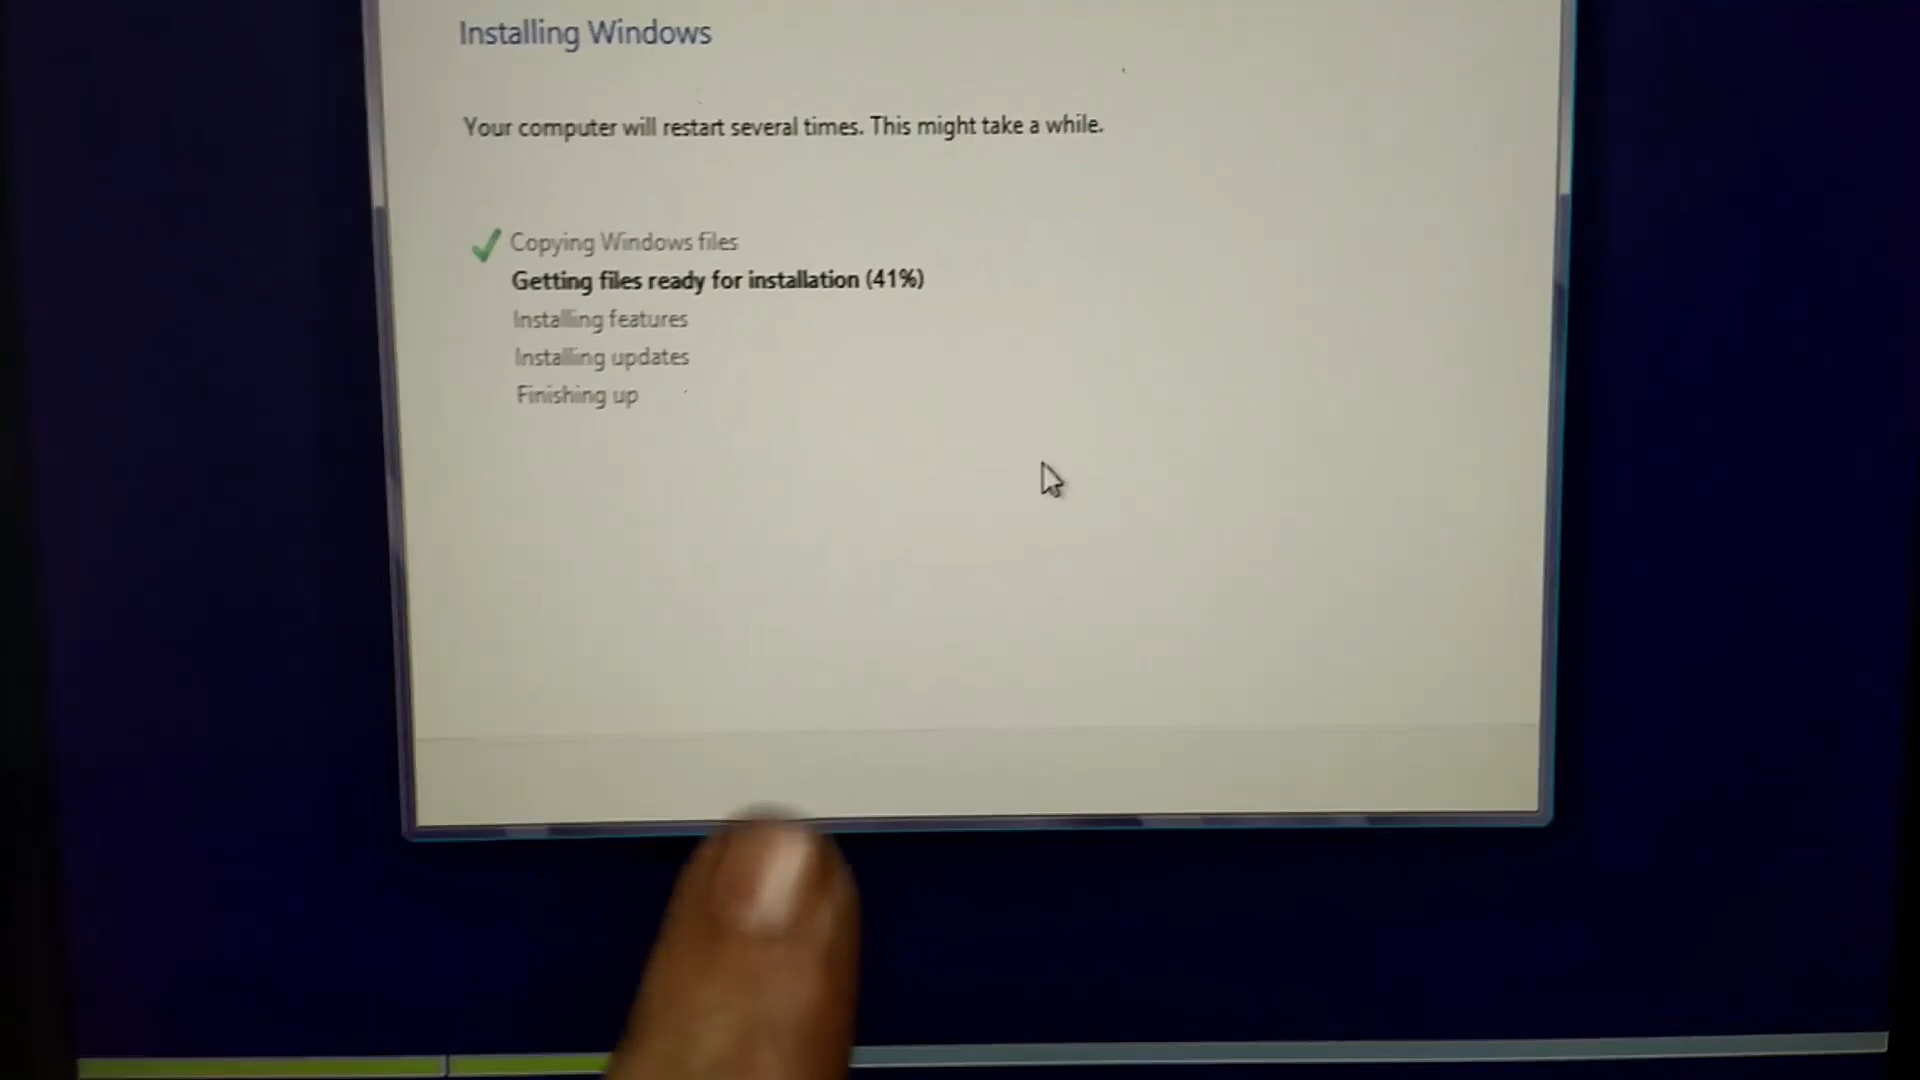 Installing Windows
Your computer will restart several times. This might take a while.
Copying Windows files
Getting files ready for installation (41%)
Installing features
Installing updates
Finishing up